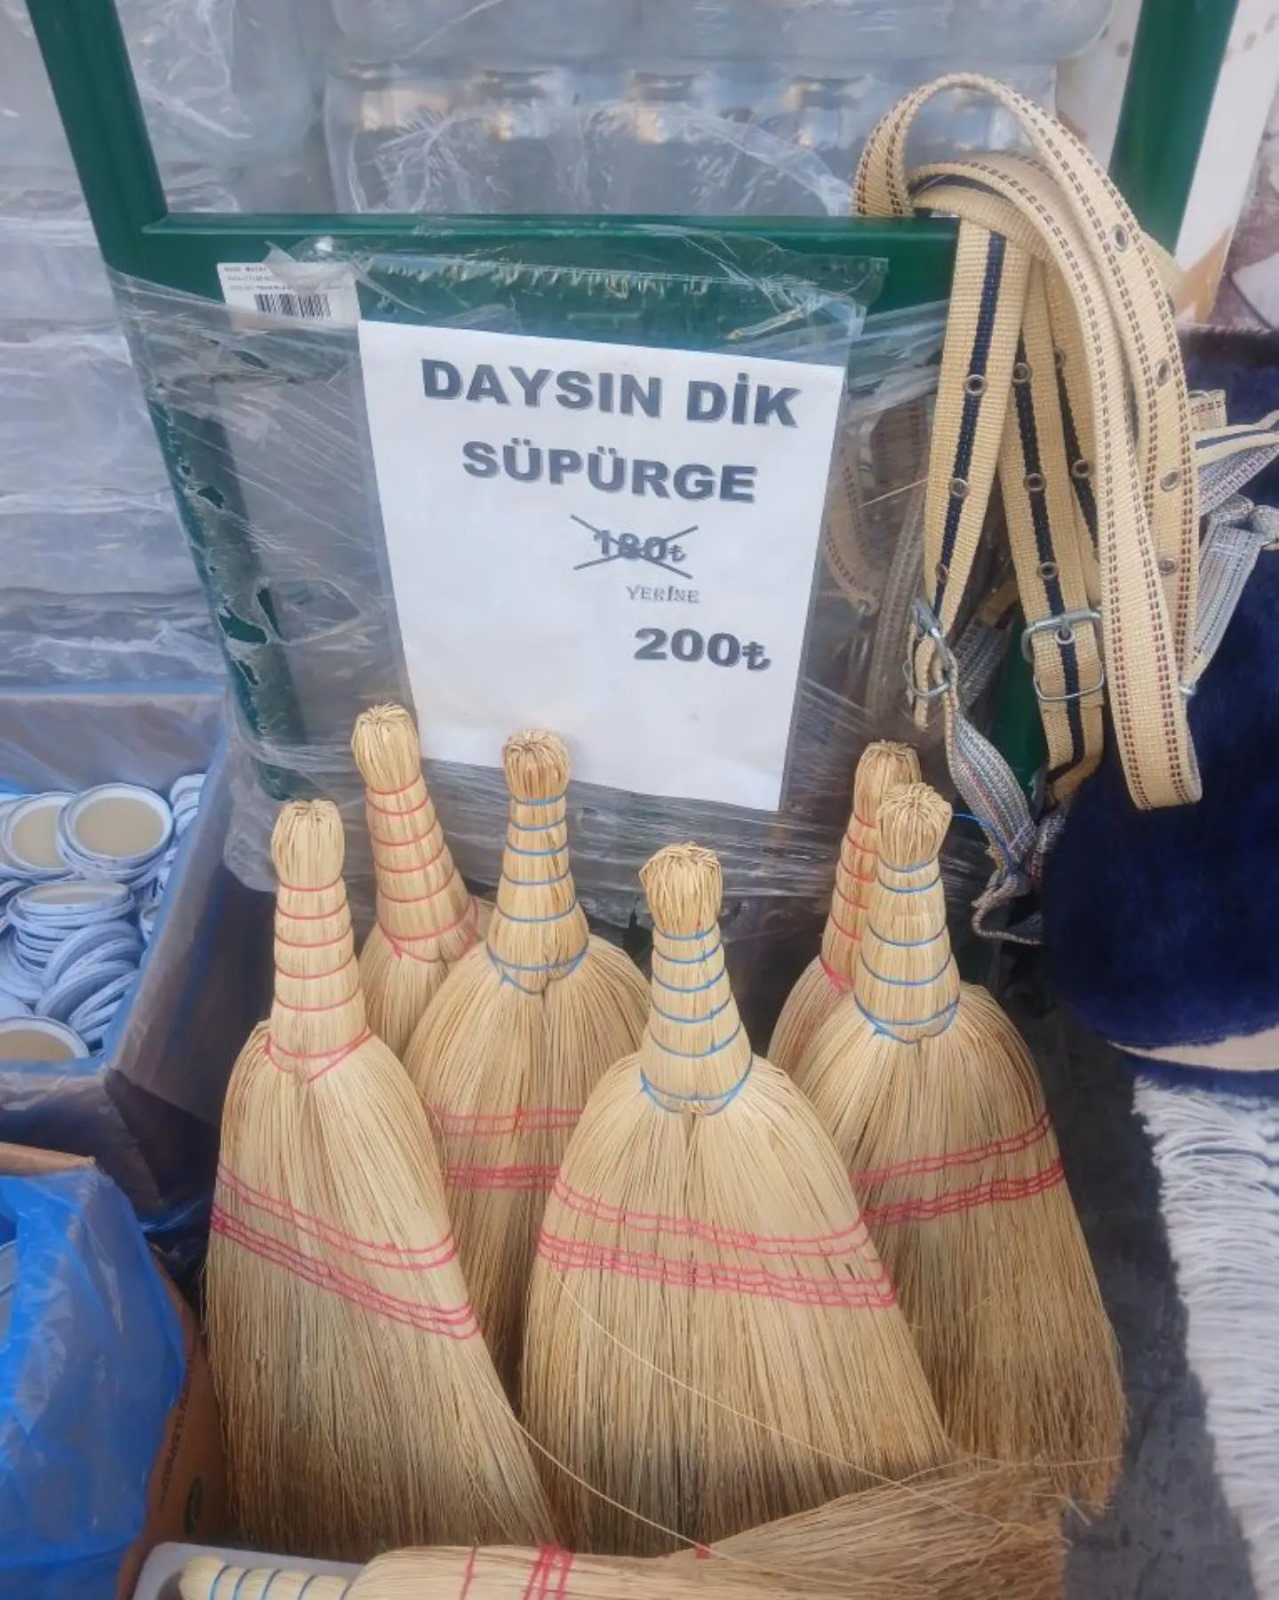 DAYSIN DİK
SÜPÜRGE
180₺
YERİNE
200₺